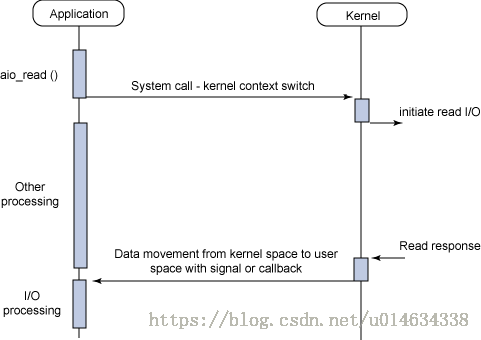 Application
Kernel
aio_read ()
System call - kernel context switch
initiate read I/O
Other
processing
Data movement from kernel space to user
space with signal or callback
Read response
I/O
processing
https://blog.csdn.net/u014634338